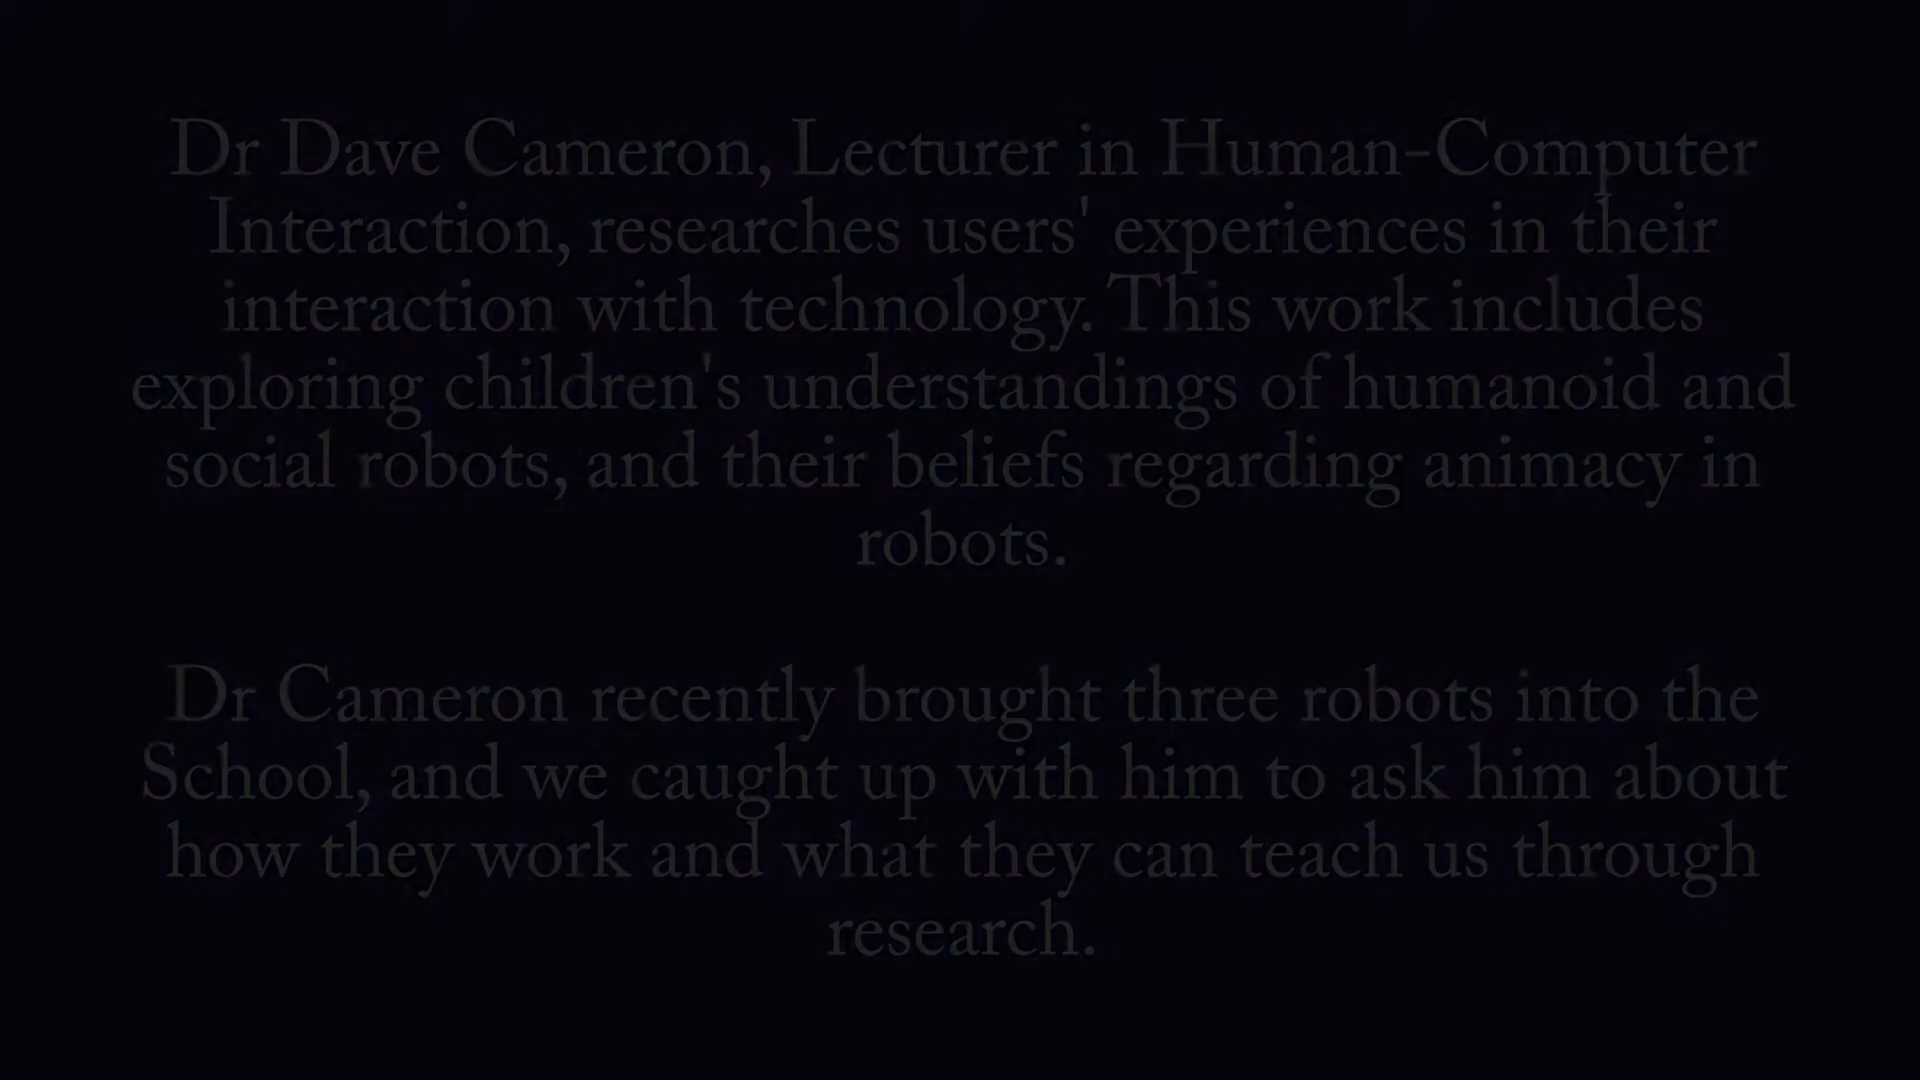 Dr Dave Cameron, Lecturer in Human-Computer
Interaction, researches users' experiences in their
interaction with technology. This work includes
exploring children's understandings of humanoid and
social robots, and their beliefs regarding animacy in
robots.
Dr Cameron recently brought three robots into the
School, and we caught up with him to ask him about
how they work and what they can teach us through
research.